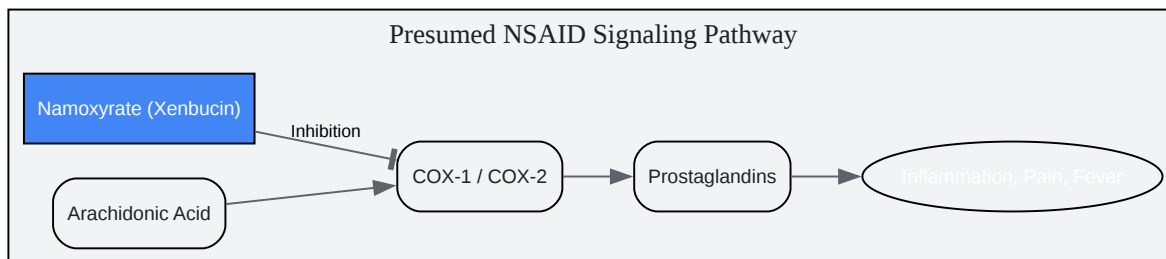 Presumed NSAID Signaling Pathway
Namoxyrate (Xenbucin)
Inhibition
Arachidonic Acid
COX-1 / COX-2
Prostaglandins
Inflammation, Pain, Fever